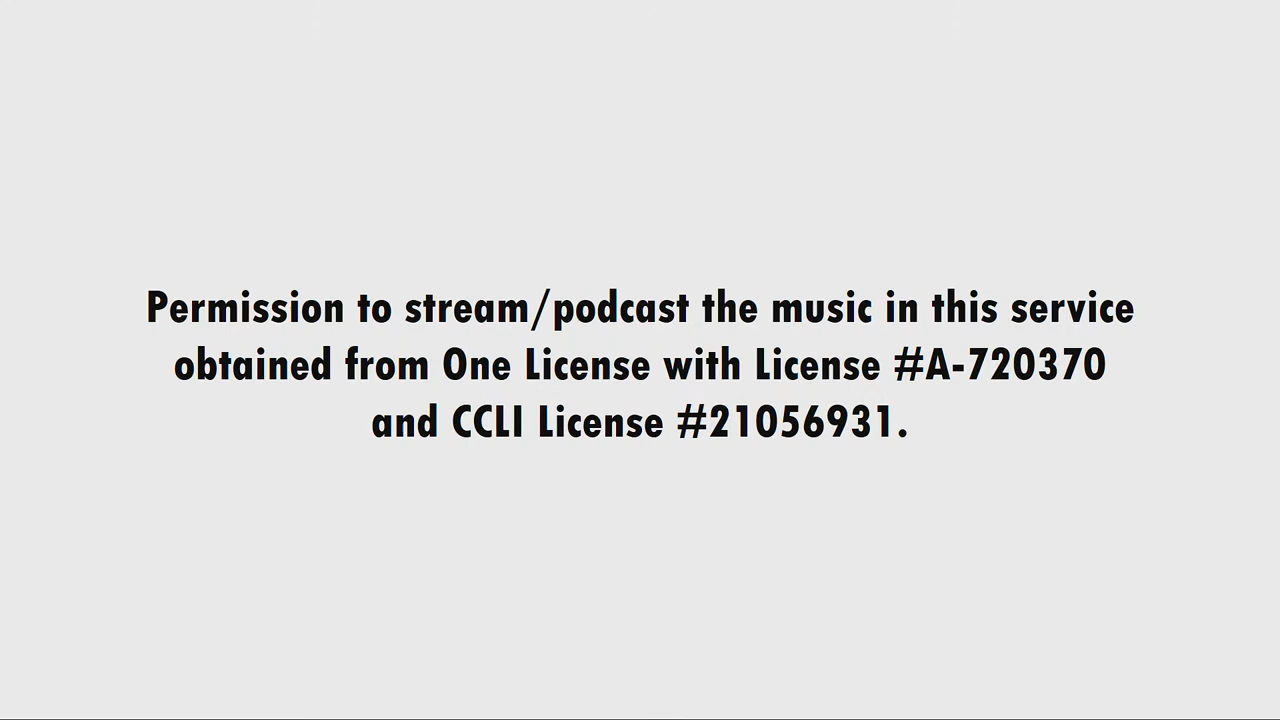 Permission to stream/podcast the music in this service
obtained from One License with License #A-720370
and CCLI License #21056931.